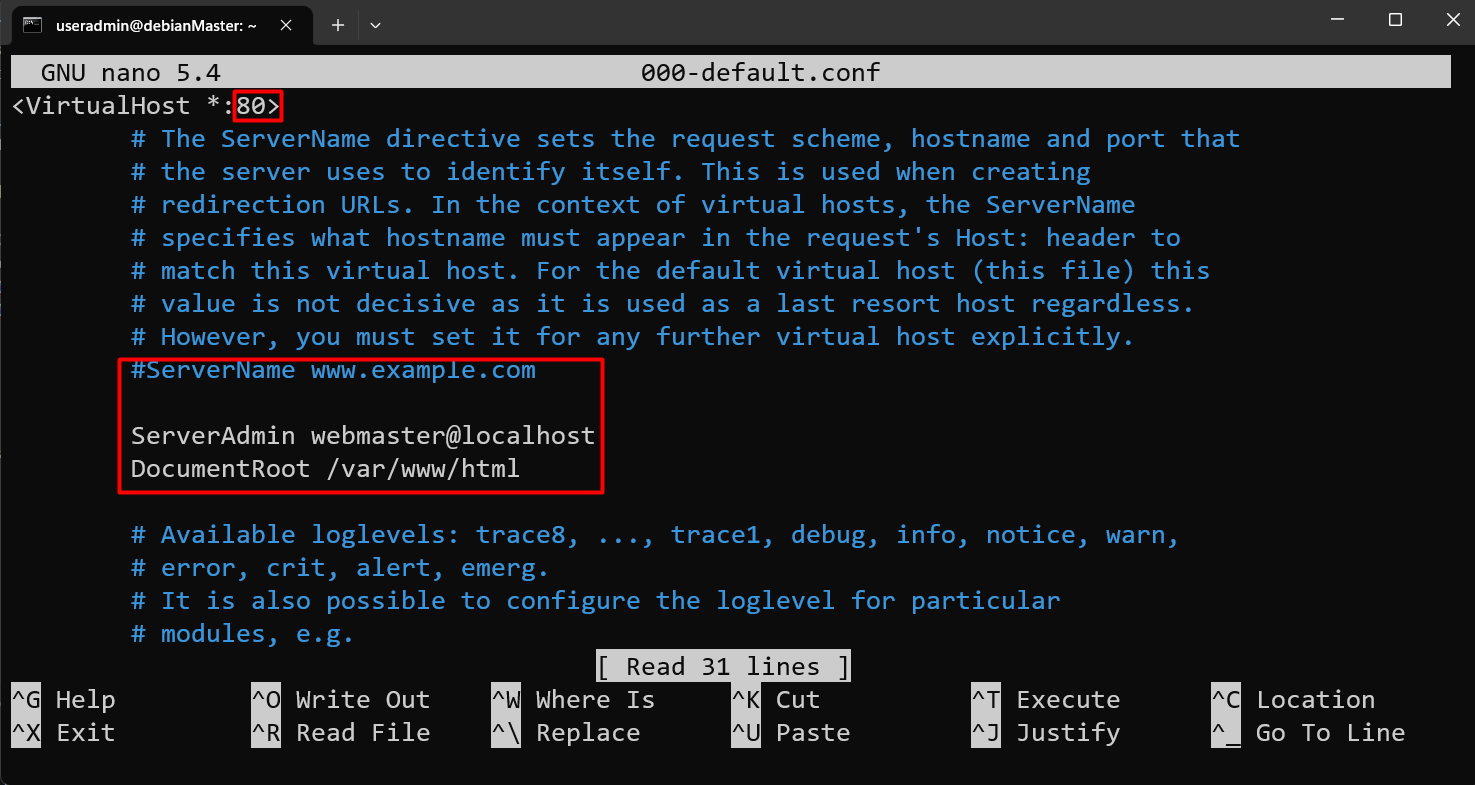 useradmin@debianMaster: ~
GNU nano 5.4 000-default.conf
<VirtualHost *:80>
# The ServerName directive sets the request scheme, hostname and port that
# the server uses to identify itself. This is used when creating
# redirection URLs. In the context of virtual hosts, the ServerName
# specifies what hostname must appear in the request's Host: header to
# match this virtual host. For the default virtual host (this file) this
# value is not decisive as it is used as a last resort host regardless.
# However, you must set it for any further virtual host explicitly.
#ServerName www.example.com
ServerAdmin webmaster@localhost
DocumentRoot /var/www/html
# Available loglevels: trace8, ..., trace1, debug, info, notice, warn,
# error, crit, alert, emerg.
# It is also possible to configure the loglevel for particular
# modules, e.g.
[ Read 31 lines ]
^G Help ^O Write Out ^W Where Is ^K Cut ^T Execute ^C Location
^X Exit ^R Read File ^\ Replace ^U Paste ^J Justify ^_ Go To Line